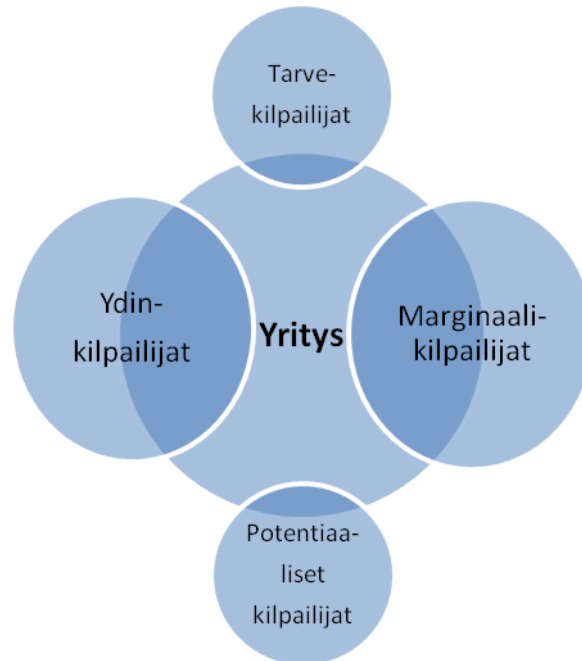 Tarve-
kilpailijat
Ydin-
kilpailijat
Yritys
Marginaali-
kilpailijat
Potentiaa-
liset
kilpailijat